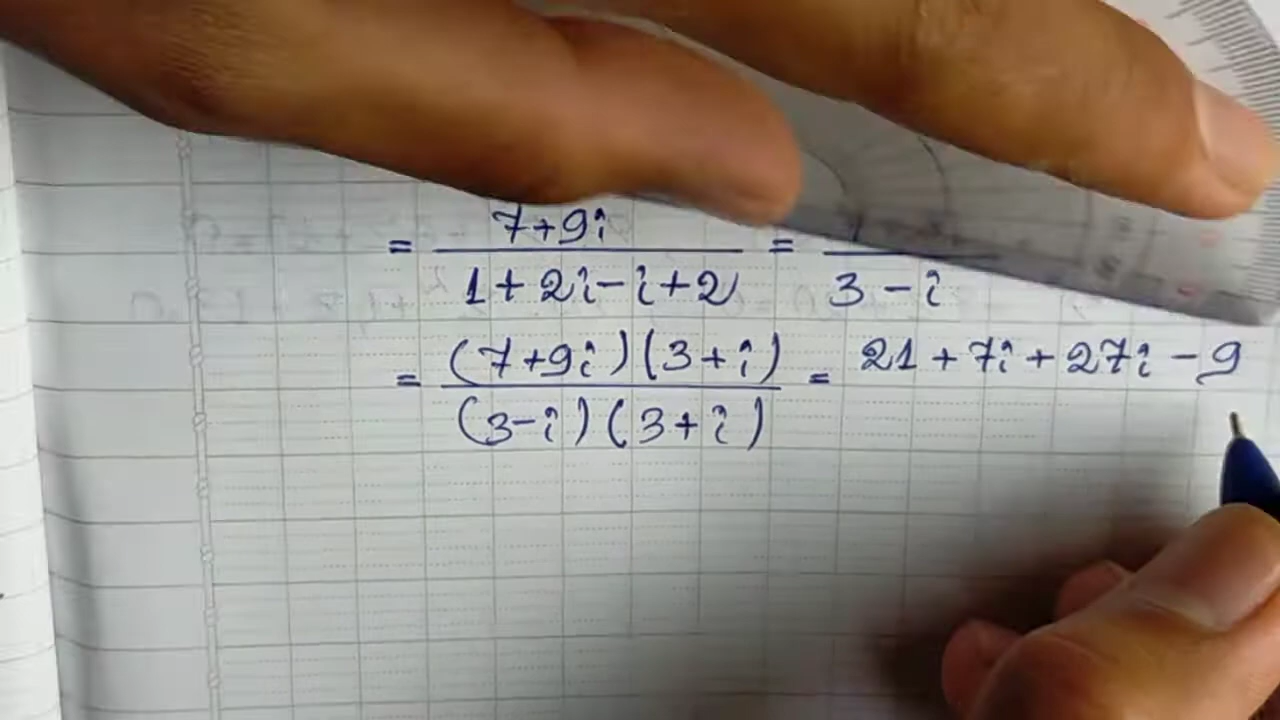 = 7+9i / 1+2i-i+2 = / 3-i
= (7+9i)(3+i) / (3-i)(3+i) = 21+7i+27i-9